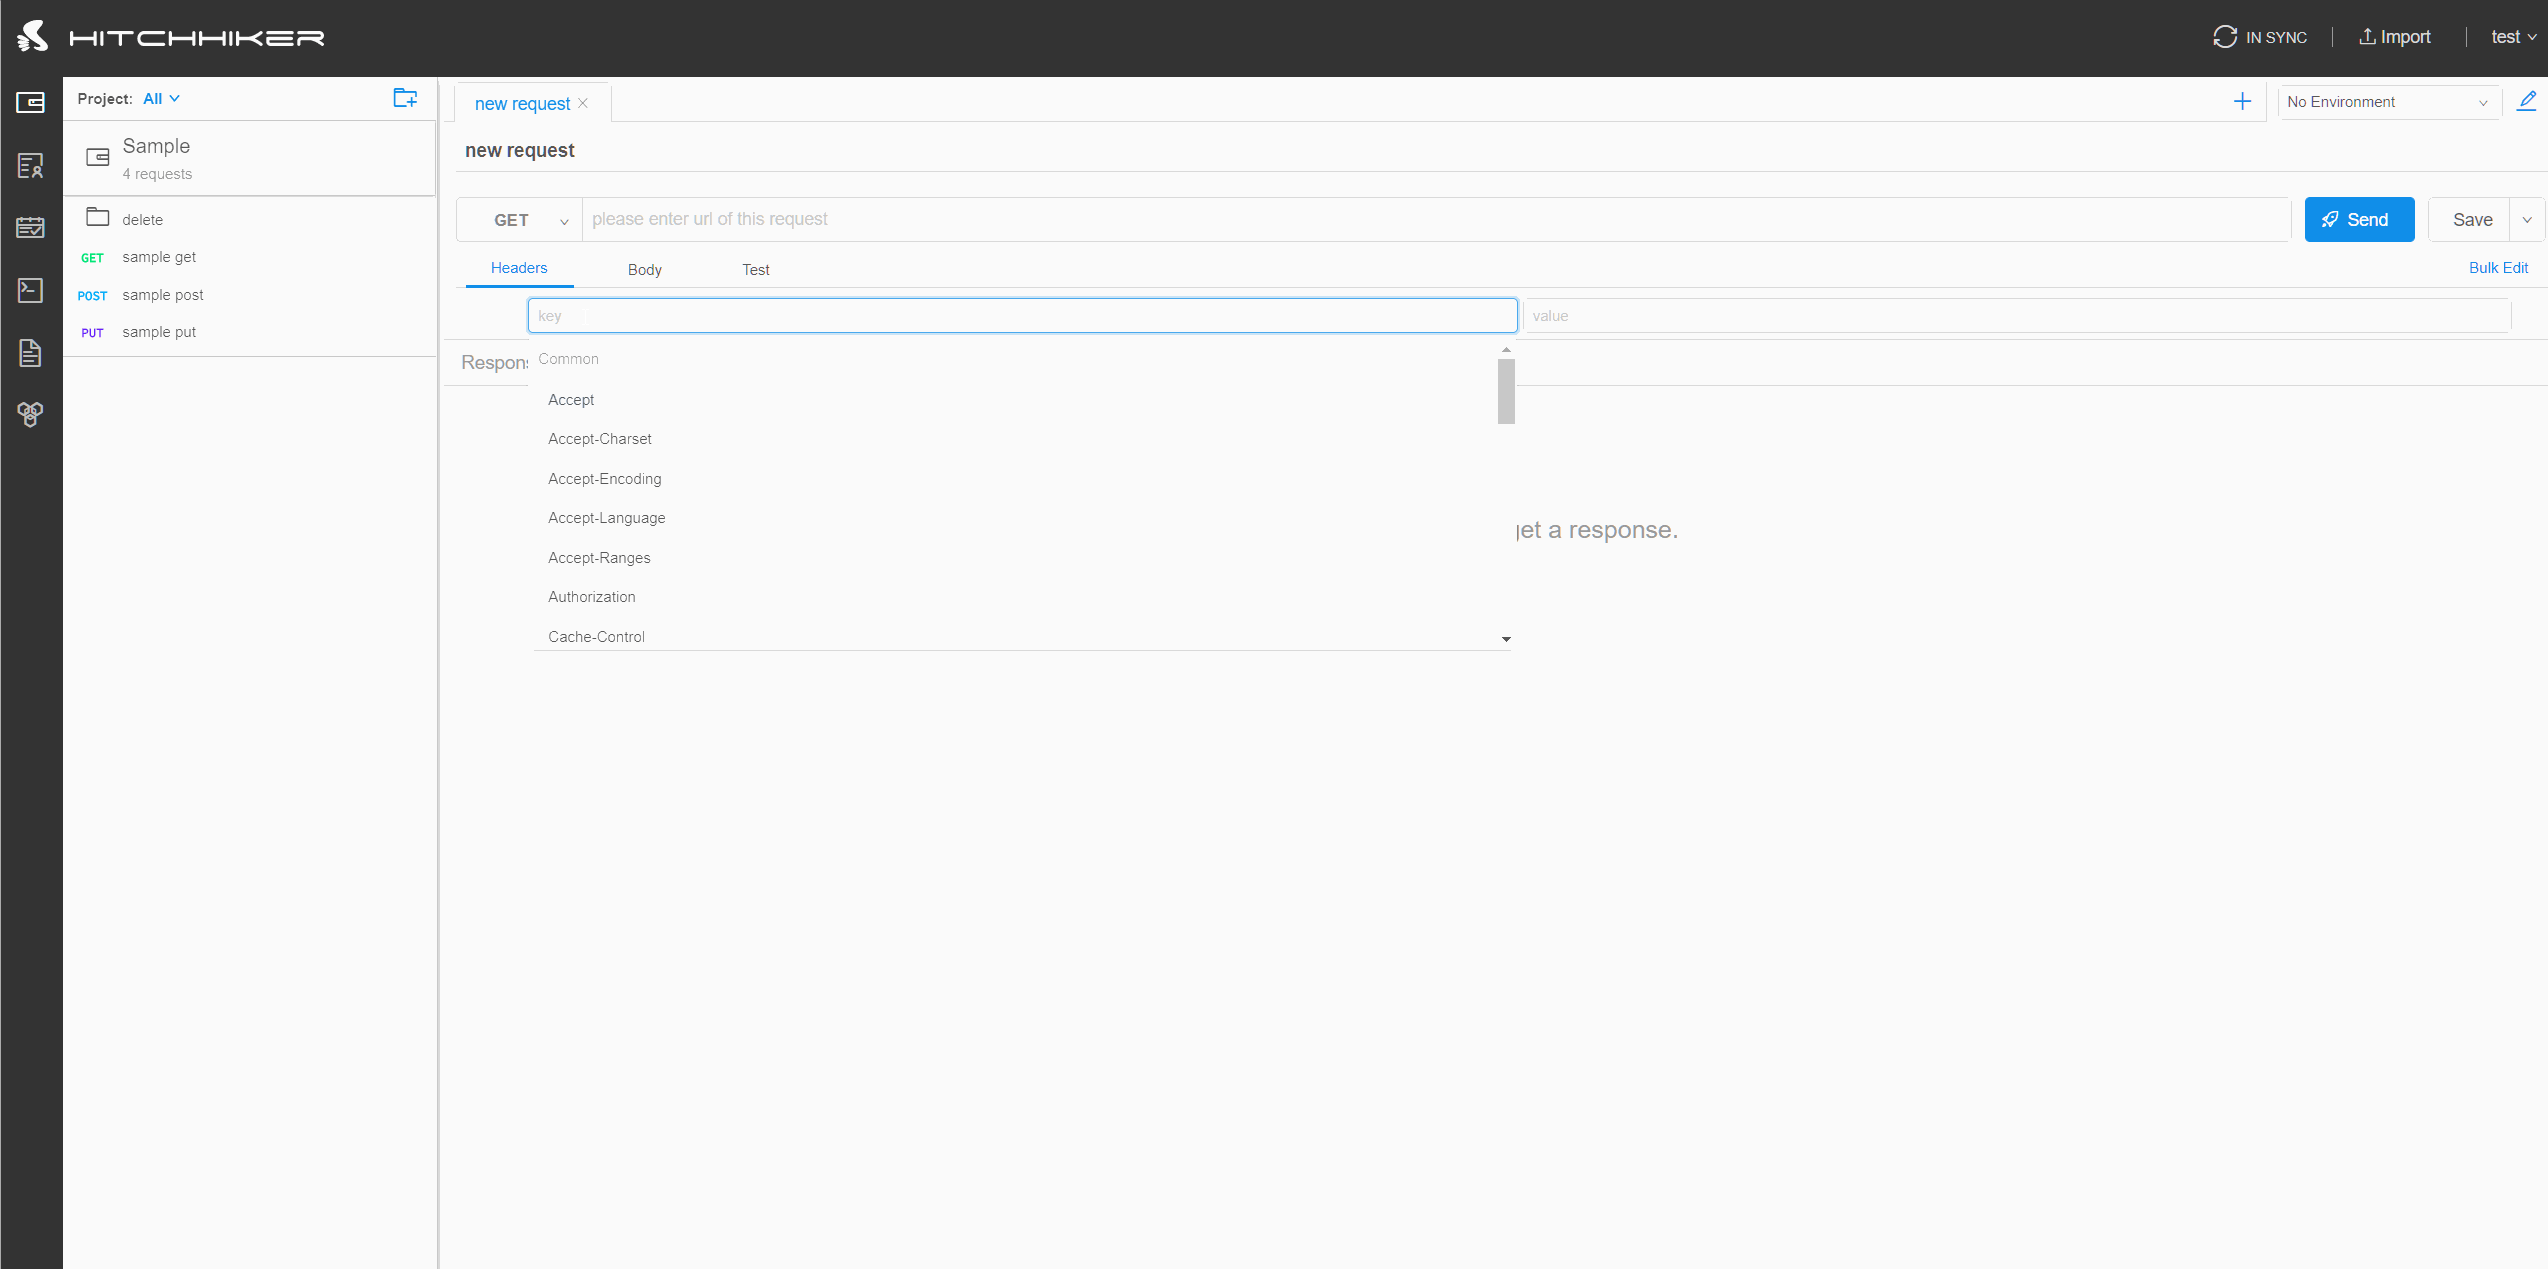 HITCHHIKER
IN SYNC
Import
test
Project: All
Sample
4 requests
delete
GET sample get
POST sample post
PUT sample put
new request
No Environment
new request
GET
please enter url of this request
Send
Save
Headers
Body
Test
Bulk Edit
key
value
Respons
Common
Accept
Accept-Charset
Accept-Encoding
Accept-Language
Accept-Ranges
Authorization
Cache-Control
get a response.